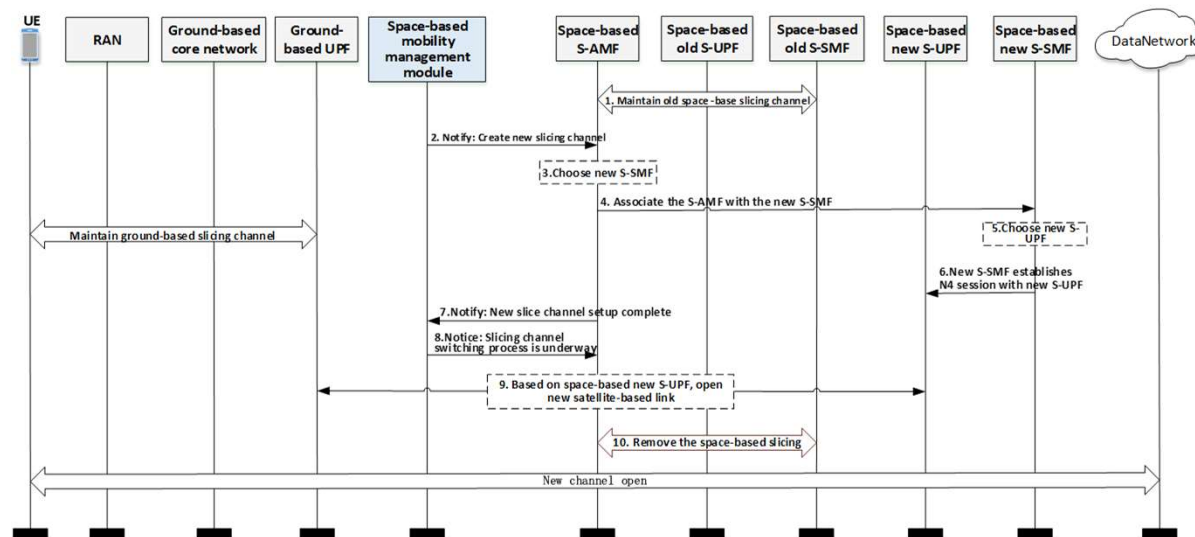 UE
RAN
Ground-based
core network
Ground-
based UPF
Space-based
mobility
management
module
Space-based
S-AMF
Space-based
old S-UPF
Space-based
old S-SMF
Space-based
new S-UPF
Space-based
new S-SMF
DataNetwork
1. Maintain old space -base slicing channel
2. Notify: Create new slicing channel
3.Choose new S-SMF
4. Associate the S-AMF with the new S-SMF
Maintain ground-based slicing channel
5.Choose new S-
UPF
6.New S-SMF establishes
N4 session with new S-UPF
7.Notify: New slice channel setup complete
8.Notice: Slicing channel
switching process is underway
9. Based on space-based new S-UPF, open
new satellite-based link
10. Remove the space-based slicing
New channel open